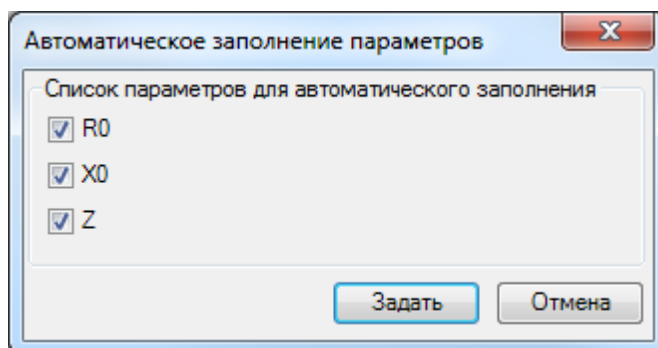 Автоматическое заполнение параметров
Список параметров для автоматического заполнения
R0
X0
Z
Задать Отмена